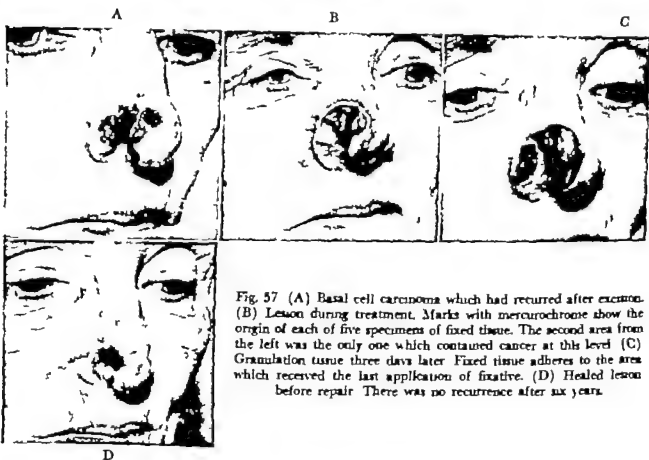 A
B
C
Fig. 57 (A) Basal cell carcinoma which had recurred after excision.
(B) Lesion during treatment. Marks with mercurochrome show the
origin of each of five specimens of fixed tissue. The second area from
the left was the only one which contained cancer at this level (C)
Granulation tissue three days later Fixed tissue adheres to the area
which received the last application of fixative. (D) Healed lesion
before repair There was no recurrence after six years.
D